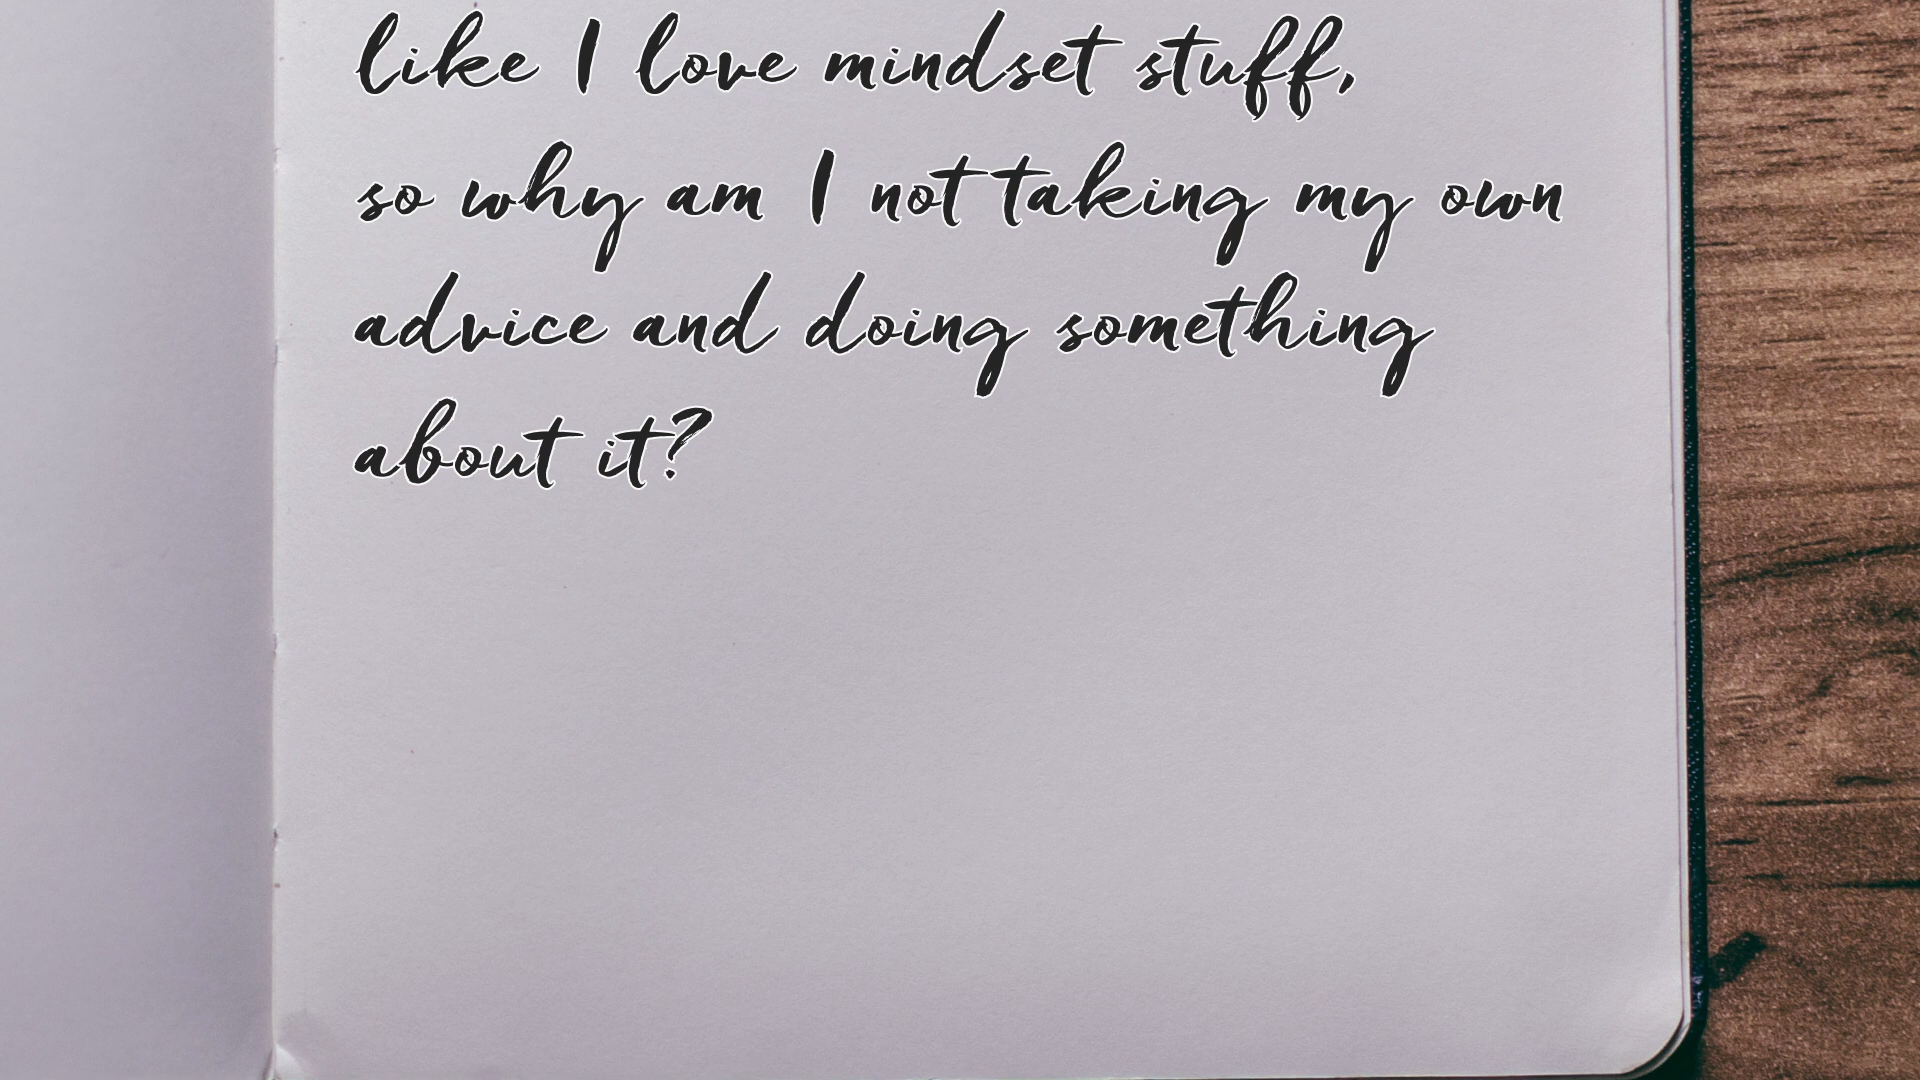 like I love mindset stuff,
so why am I not taking my own
advice and doing something
about it?